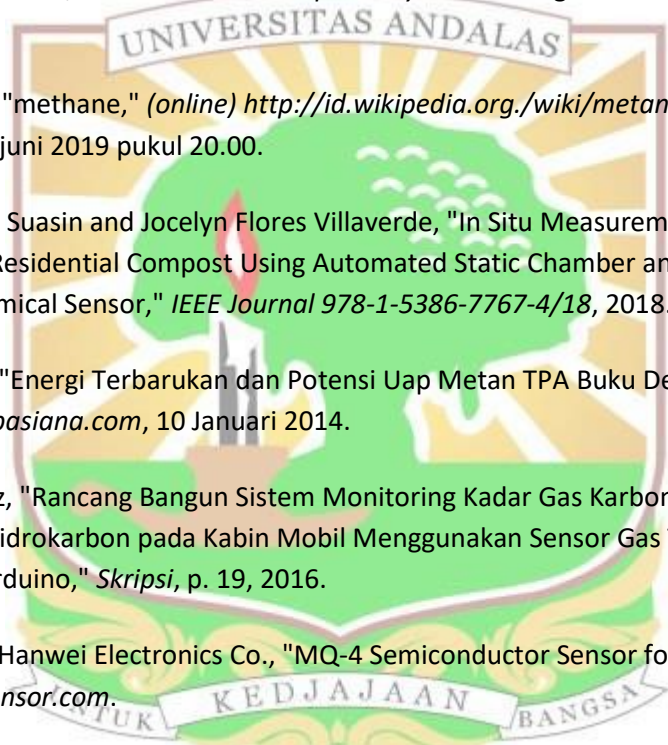 UNIVERSITAS ANDALAS
"methane," (online) http://id.wikipedia.org./wiki/metan
juni 2019 pukul 20.00.
Suasin and Jocelyn Flores Villaverde, "In Situ Measurem
Residential Compost Using Automated Static Chamber an
mical Sensor," IEEE Journal 978-1-5386-7767-4/18, 2018.
"Energi Terbarukan dan Potensi Uap Metan TPA Buku De
pasiana.com, 10 Januari 2014.
z, "Rancang Bangun Sistem Monitoring Kadar Gas Karbon
idrokarbon pada Kabin Mobil Menggunakan Sensor Gas
rduino," Skripsi, p. 19, 2016.
Hanwei Electronics Co., "MQ-4 Semiconductor Sensor fo
nsor.com.
UNTUK KEDJAJAAN BANGSA